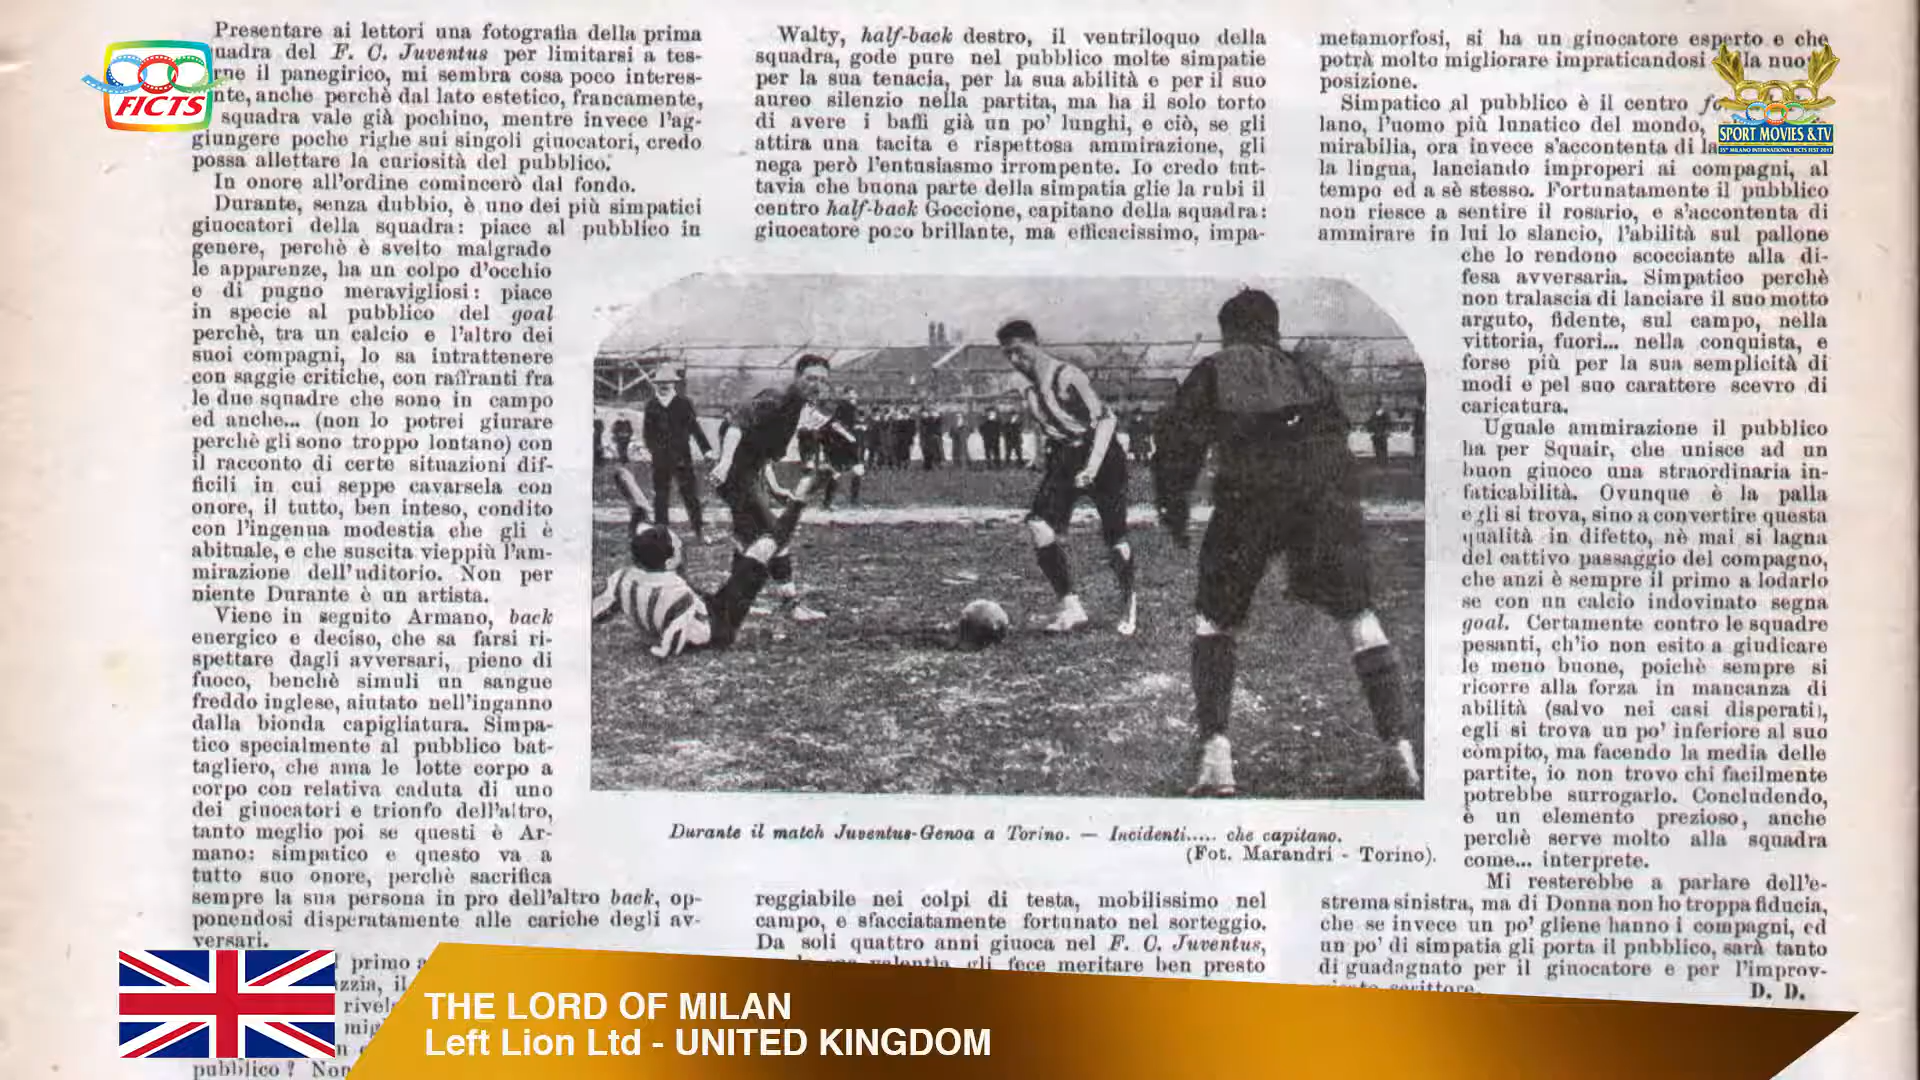 Presentare ai lettori una fotografia della prima
uadra del F. C. Juventus per limitarsi a tes-
rne il panegirico, mi sembra cosa poco interes-
nte, anche perchè dal lato estetico, francamente,
squadra vale già pochino, mentre invece l'ag-
giungere poche righe sui singoli giuocatori, credo
possa allettare la curiosità del pubblico.
In onore all'ordine comincerò dal fondo.
Durante, senza dubbio, è uno dei più simpatici
giuocatori della squadra: piace al pubblico in
genere, perchè è svelto malgrado
le apparenze, ha un colpo d'occhio
e di pugno meravigliosi: piace
in specie al pubblico del goal
perchè, tra un calcio e l'altro dei
suoi compagni, lo sa intrattenere
con saggie critiche, con raffranti fra
le due squadre che sono in campo
ed anche... (non lo potrei giurare
perchè gli sono troppo lontano) con
il racconto di certe situazioni dif-
ficili in cui seppe cavarsela con
onore, il tutto, ben inteso, condito
con l'ingenua modestia che gli è
abituale, e che suscita vieppiù l'am-
mirazione dell'uditorio. Non per
niente Durante è un artista.
Viene in seguito Armano, back
energico e deciso, che sa farsi ri-
spettare dagli avversari, pieno di
fuoco, benchè simuli un sangue
freddo inglese, aiutato nell'inganno
dalla bionda capigliatura. Simpa-
tico specialmente al pubblico bat-
tagliero, che ama le lotte corpo a
corpo con relativa caduta di uno
dei giuocatori e trionfo dell'altro,
tanto meglio poi se questi è Ar-
mano: simpatico e questo va a
tutto suo onore, perchè sacrifica
sempre la sua persona in pro dell'altro back, op-
ponendosi disperatamente alle cariche degli av-
versari.
primo
rivel
pubblico? Non
Walty, half-back destro, il ventriloquo della
squadra, gode pure nel pubblico molte simpatie
per la sua tenacia, per la sua abilità e per il suo
aureo silenzio nella partita, ma ha il solo torto
di avere i baffi già un po' lunghi, e ciò, se gli
attira una tacita e rispettosa ammirazione, gli
nega però l'entusiasmo irrompente. Io credo tut-
tavia che buona parte della simpatia glie la rubi il
centro half-back Goccione, capitano della squadra:
giuocatore poco brillante, ma efficacissimo, impa-
Durante il match Juventus-Genoa a Torino. — Incidenti..... che capitano.
(Fot. Marandri - Torino).
reggiabile nei colpi di testa, mobilissimo nel
campo, e sfacciatamente fortunato nel sorteggio.
Da soli quattro anni giuoca nel F. C. Juventus,
valentia gli fece meritare ben presto
metamorfosi, si ha un giuocatore esperto e che
potrà molto migliorare impraticandosi
posizione.
Simpatico al pubblico è il centro
lano, l'uomo più lunatico del mondo,
mirabilia, ora invece s'accontenta di
la lingua, lanciando improperi ai compagni, al
tempo ed a sè stesso. Fortunatamente il pubblico
non riesce a sentire il rosario, e s'accontenta di
ammirare in lui lo slancio, l'abilità sul pallone
che lo rendono scocciante alla di-
fesa avversaria. Simpatico perchè
non tralascia di lanciare il suo motto
arguto, fidente, sul campo, nella
vittoria, fuori... nella conquista, e
forse più per la sua semplicità di
modi e pel suo carattere scevro di
caricatura.
Uguale ammirazione il pubblico
ha per Squair, che unisce ad un
buon giuoco una straordinaria in-
faticabilità. Ovunque è la palla
egli si trova, sino a convertire questa
qualità in difetto, nè mai si lagna
del cattivo passaggio del compagno,
che anzi è sempre il primo a lodarlo
se con un calcio indovinato segna
goal. Certamente contro le squadre
pesanti, ch'io non esito a giudicare
le meno buone, poichè sempre si
ricorre alla forza in mancanza di
abilità (salvo nei casi disperati),
egli si trova un po' inferiore al suo
còmpito, ma facendo la media delle
partite, io non trovo chi facilmente
potrebbe surrogarlo. Concludendo,
è un elemento prezioso, anche
perchè serve molto alla squadra
come... interprete.
Mi resterebbe a parlare dell'e-
strema sinistra, ma di Donna non ho troppa fiducia,
che se invece un po' gliene hanno i compagni, ed
un po' di simpatia gli porta il pubblico, sarà tanto
di guadagnato per il giuocatore e per l'improv-
scrittore.
D. D.
FICTS
SPORT MOVIES & TV
35° MILANO INTERNATIONAL FICTS FEST 2017
THE LORD OF MILAN
Left Lion Ltd - UNITED KINGDOM